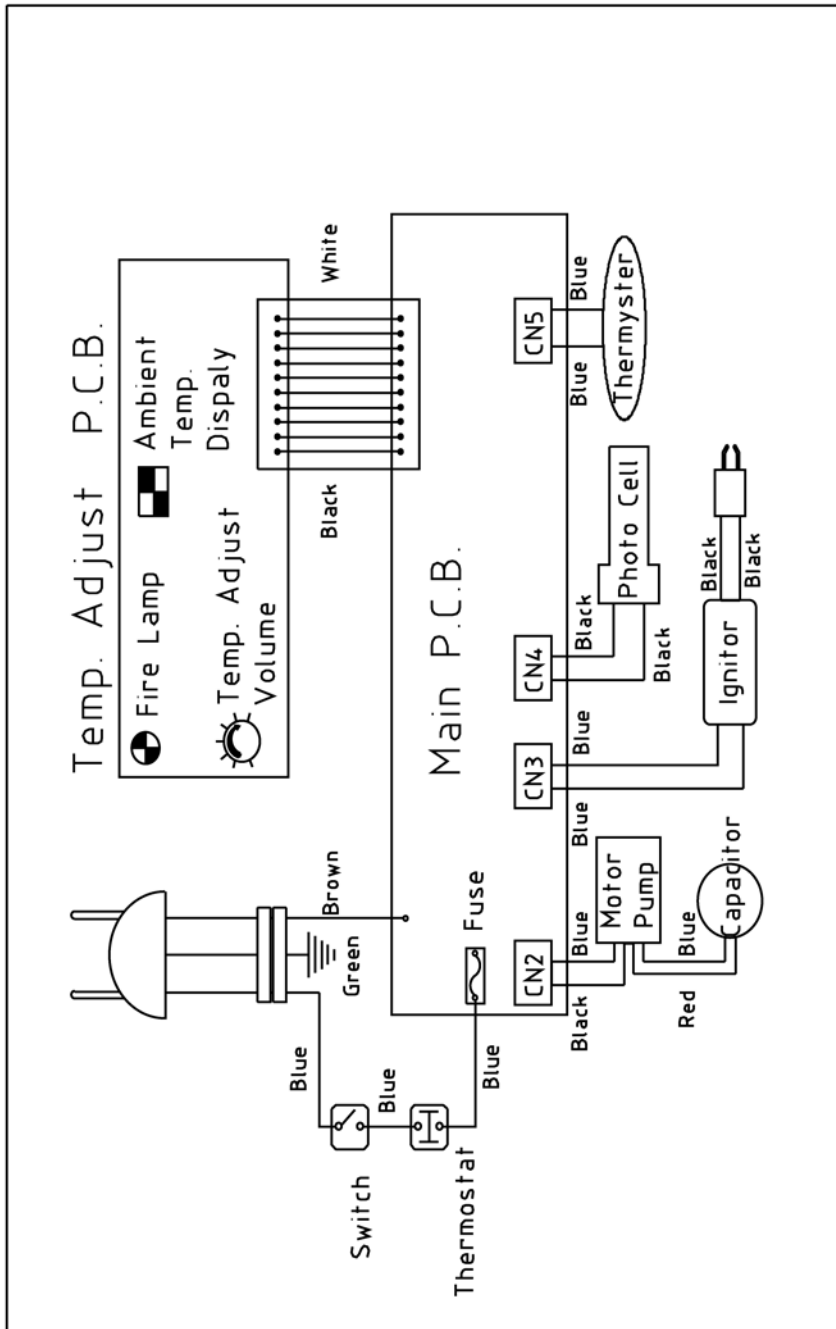 Temp. Adjust P.C.B.
Fire Lamp
Ambient
Temp.
Dispaly
Temp. Adjust
Volume
Black
White
Brown
Green
Blue
Switch
Blue
Thermostat
Blue
Fuse
Main P.C.B.
CN2
CN3
CN4
CN5
Black
Blue
Motor
Pump
Red
Blue
Capacitor
Blue
Blue
Ignitor
Black
Black
Black
Black
Photo Cell
Blue
Blue
Thermyster